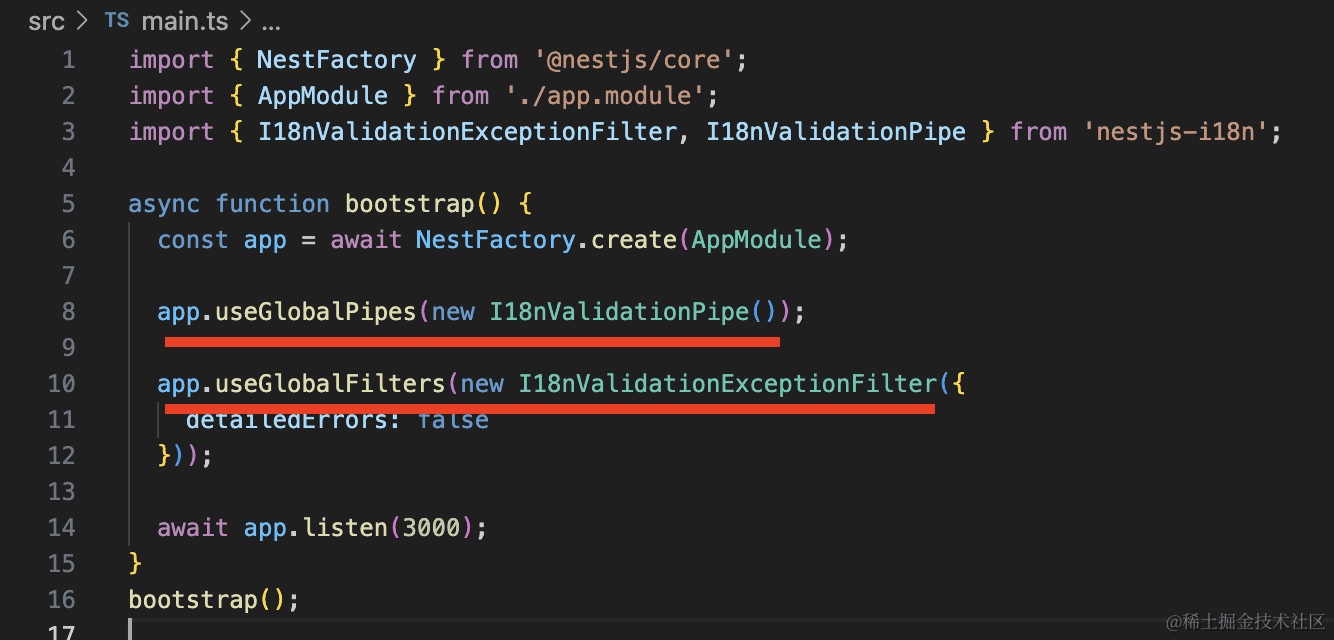 src > TS main.ts > ...
1 import { NestFactory } from '@nestjs/core';
2 import { AppModule } from './app.module';
3 import { I18nValidationExceptionFilter, I18nValidationPipe } from 'nestjs-i18n';
4
5 async function bootstrap() {
6   const app = await NestFactory.create(AppModule);
7
8   app.useGlobalPipes(new I18nValidationPipe());
9
10   app.useGlobalFilters(new I18nValidationExceptionFilter({
11     detailedErrors: false
12   }));
13
14   await app.listen(3000);
15 }
16 bootstrap();
17
@稀土掘金技术社区